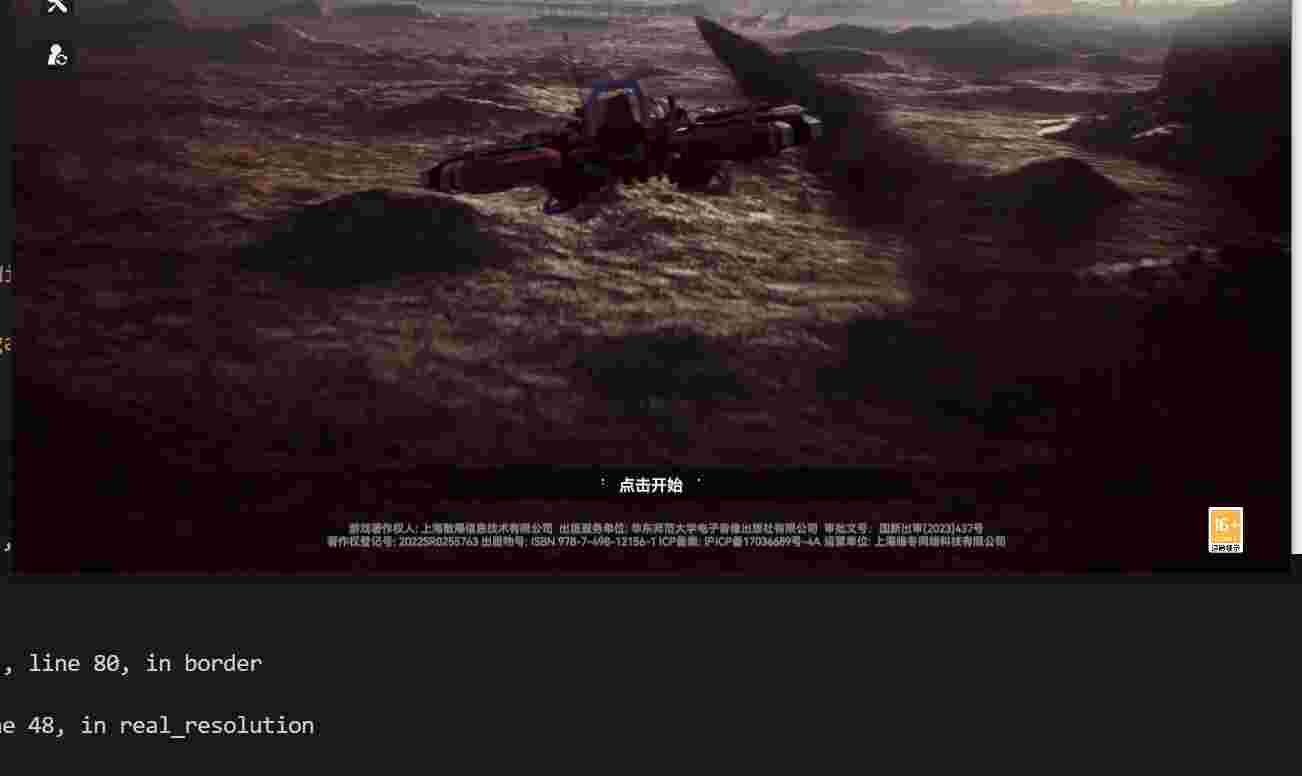 di
ga
点击开始
游戏著作权人: 上海散爆信息技术有限公司 出版服务单位: 华东师范大学电子音像出版社有限公司 审批文号: 国新出审[2023]437号
著作权登记号: 2022SR0255763 出版物号: ISBN 978-7-498-12156-1 ICP备案: 沪ICP备17036689号-4A 运营单位: 上海暗冬网络科技有限公司
16+
,
, line 80, in border
e 48, in real_resolution